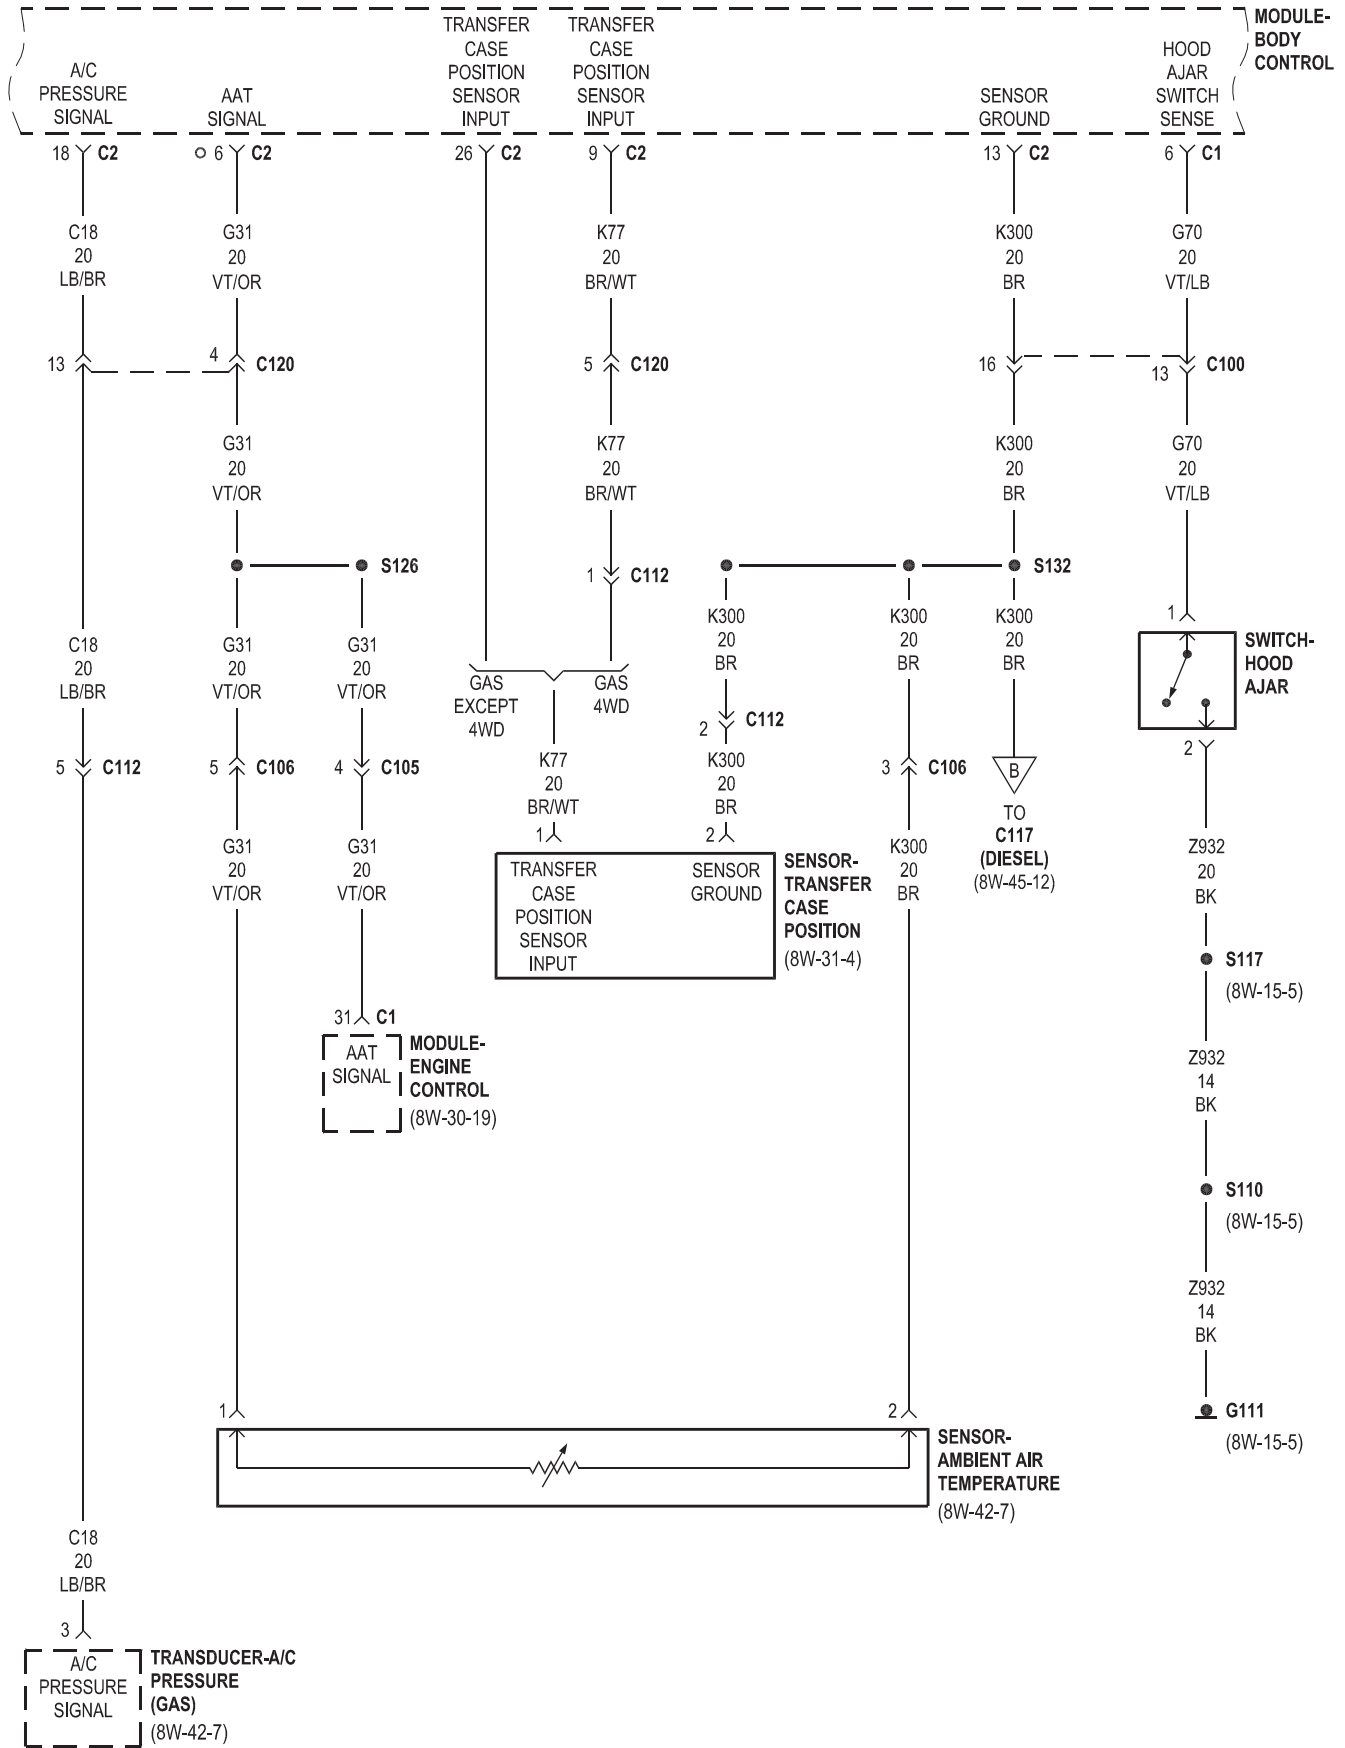 MODULE-
BODY
CONTROL
A/C
PRESSURE
SIGNAL
AAT
SIGNAL
TRANSFER
CASE
POSITION
SENSOR
INPUT
TRANSFER
CASE
POSITION
SENSOR
INPUT
SENSOR
GROUND
HOOD
AJAR
SWITCH
SENSE
18 C2
6 C2
26 C2
9 C2
13 C2
6 C1
C18
20
LB/BR
G31
20
VT/OR
K77
20
BR/WT
K300
20
BR
G70
20
VT/LB
13
4 C120
5 C120
16
13 C100
G31
20
VT/OR
K77
20
BR/WT
K300
20
BR
G70
20
VT/LB
S126
1 C112
S132
C18
20
LB/BR
G31
20
VT/OR
G31
20
VT/OR
GAS
EXCEPT
4WD
GAS
4WD
K300
20
BR
K300
20
BR
K300
20
BR
1
SWITCH-
HOOD
AJAR
2
5 C112
5 C106
4 C105
K77
20
BR/WT
2 C112
K300
20
BR
3 C106
B
TO
C117
(DIESEL)
(8W-45-12)
G31
20
VT/OR
G31
20
VT/OR
1
2
TRANSFER
CASE
POSITION
SENSOR
INPUT
SENSOR
GROUND
SENSOR-
TRANSFER
CASE
POSITION
(8W-31-4)
K300
20
BR
Z932
20
BK
S117
(8W-15-5)
31 C1
AAT
SIGNAL
MODULE-
ENGINE
CONTROL
(8W-30-19)
Z932
14
BK
S110
(8W-15-5)
Z932
14
BK
G111
(8W-15-5)
1
2
SENSOR-
AMBIENT AIR
TEMPERATURE
(8W-42-7)
C18
20
LB/BR
3
A/C
PRESSURE
SIGNAL
TRANSDUCER-A/C
PRESSURE
(GAS)
(8W-42-7)